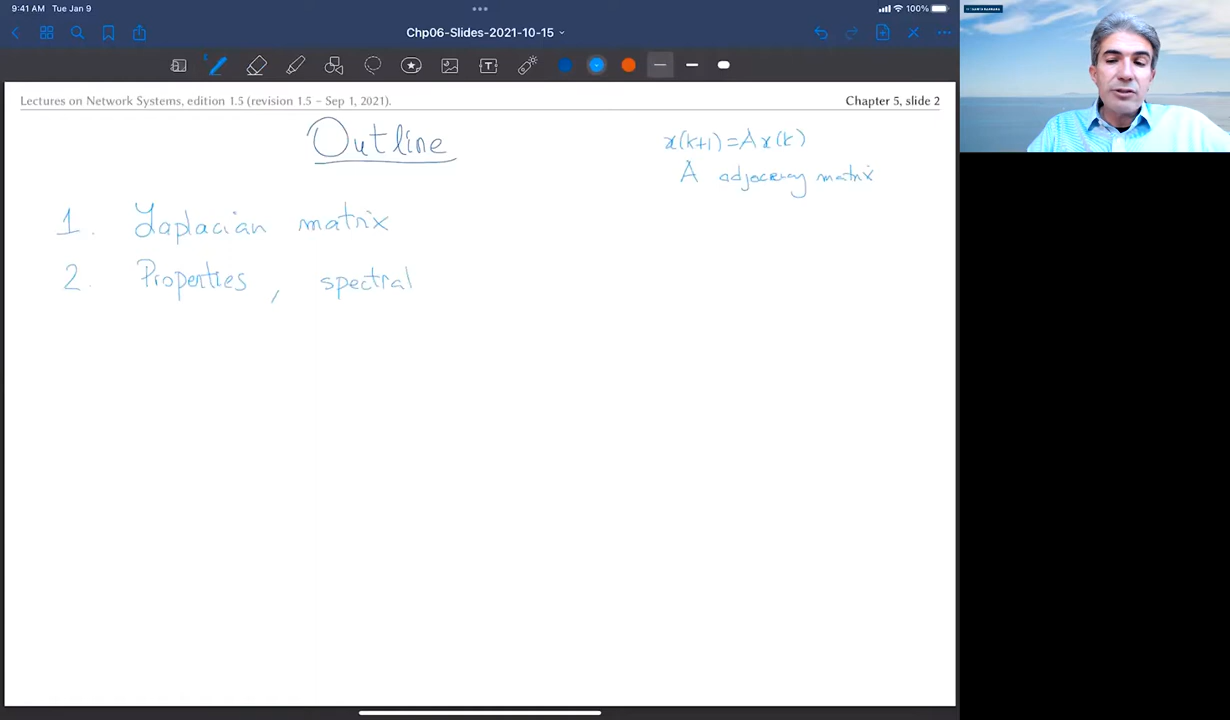 9:41 AM Tue Jan 9
100%
Chp06-Slides-2021-10-15
Lectures on Network Systems, edition 1.5 (revision 1.5 – Sep 1, 2021).
Chapter 5, slide 2
Outline
x(k+1)=A x(k)
A adjacency matrix
1. Laplacian matrix
2. Properties, spectral